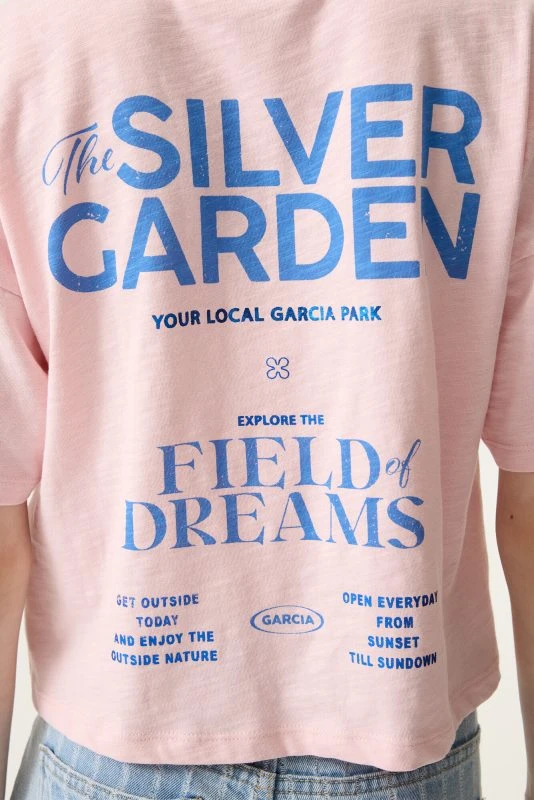 The SILVER
GARDEN
YOUR LOCAL GARCIA PARK
EXPLORE THE
FIELD of
DREAMS
GET OUTSIDE
TODAY
AND ENJOY THE
OUTSIDE NATURE
GARCIA
OPEN EVERYDAY
FROM
SUNSET
TILL SUNDOWN